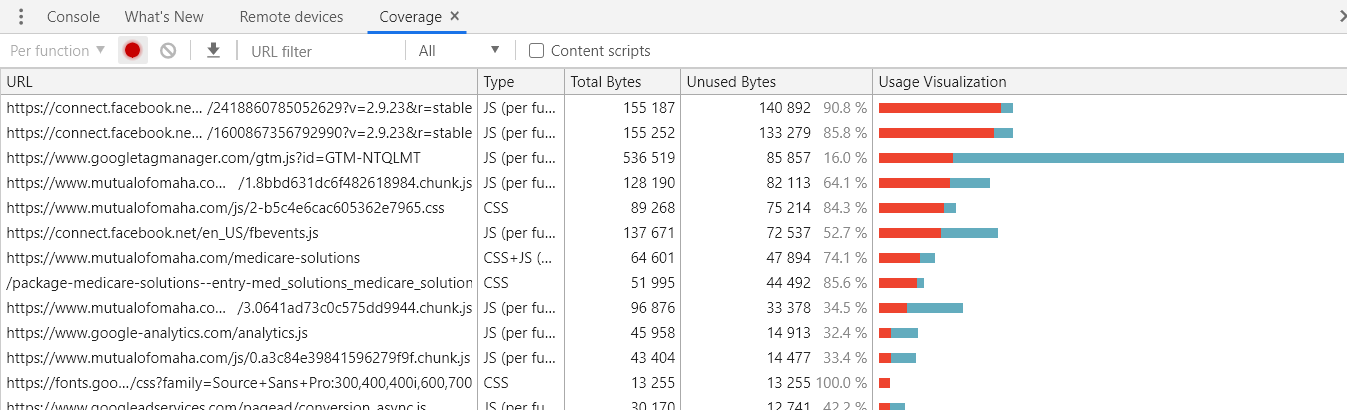 Console What's New Remote devices Coverage ×
Per function ▼ URL filter All ▼ Content scripts
URL Type Total Bytes Unused Bytes Usage Visualization
https://connect.facebook.ne... /2418860785052629?v=2.9.23&r=stable JS (per fu... 155 187 140 892 90.8 %
https://connect.facebook.ne... /1600867356792990?v=2.9.23&r=stable JS (per fu... 155 252 133 279 85.8 %
https://www.googletagmanager.com/gtm.js?id=GTM-NTQLMT JS (per fu... 536 519 85 857 16.0 %
https://www.mutualofomaha.co... /1.8bbd631dc6f482618984.chunk.js JS (per fu... 128 190 82 113 64.1 %
https://www.mutualofomaha.com/js/2-b5c4e6cac605362e7965.css CSS 89 268 75 214 84.3 %
https://connect.facebook.net/en_US/fbevents.js JS (per fu... 137 671 72 537 52.7 %
https://www.mutualofomaha.com/medicare-solutions CSS+JS (... 64 601 47 894 74.1 %
/package-medicare-solutions--entry-med_solutions_medicare_solution CSS 51 995 44 492 85.6 %
https://www.mutualofomaha.co... /3.0641ad73c0c575dd9944.chunk.js JS (per fu... 96 876 33 378 34.5 %
https://www.google-analytics.com/analytics.js JS (per fu... 45 958 14 913 32.4 %
https://www.mutualofomaha.com/js/0.a3c84e39841596279f9f.chunk.js JS (per fu... 43 404 14 477 33.4 %
https://fonts.goo.../css?family=Source+Sans+Pro:300,400,400i,600,700 CSS 13 255 13 255 100.0 %
https://www.googleadservices.com/pagead/conversion_async.js JS (per fu... 30 170 12 741 42.2 %